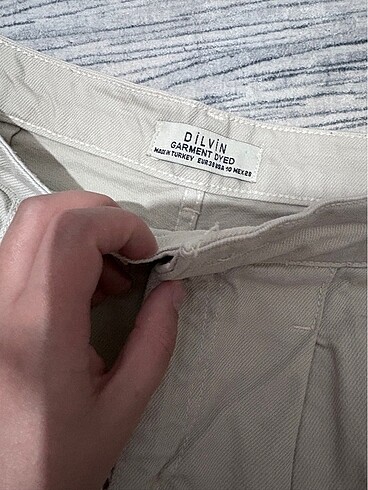 DİLVİN
GARMENT DYED
MADE IN TURKEY EUR 38 USA 10 MEX 28